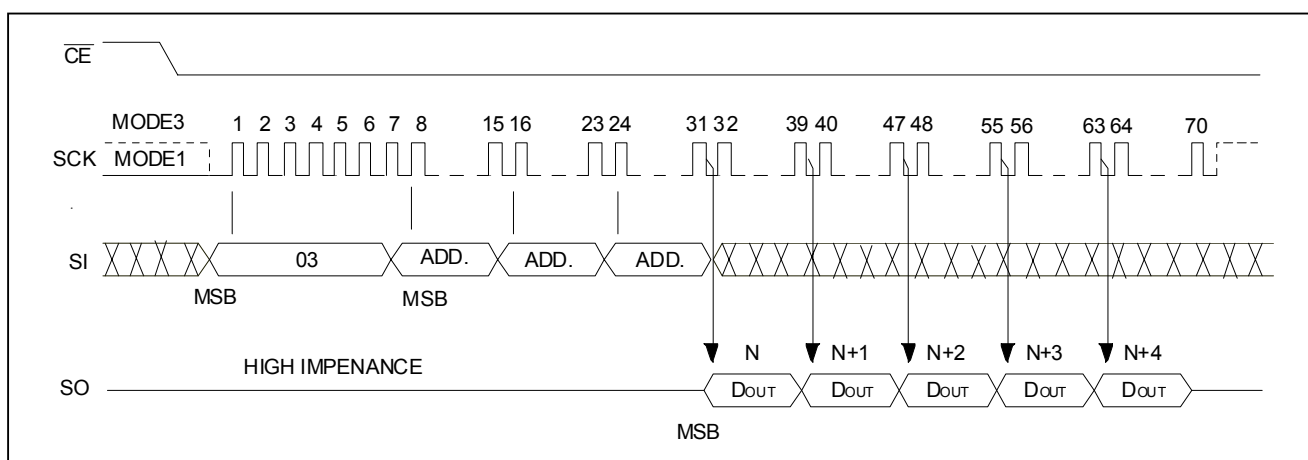 CE
MODE3 1 2 3 4 5 6 7 8 15 16 23 24 31 32 39 40 47 48 55 56 63 64 70
SCK MODE1
SI 03 ADD. ADD. ADD.
MSB MSB
HIGH IMPENANCE N N+1 N+2 N+3 N+4
SO DOUT DOUT DOUT DOUT DOUT
MSB